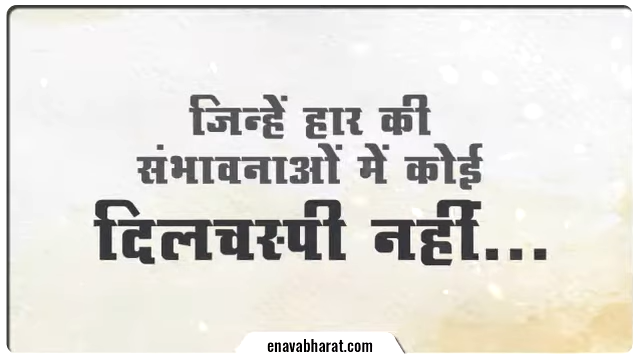 जिन्हें हार की
संभावनाओं में कोई
दिलचस्पी नहीं...
enavabharat.com